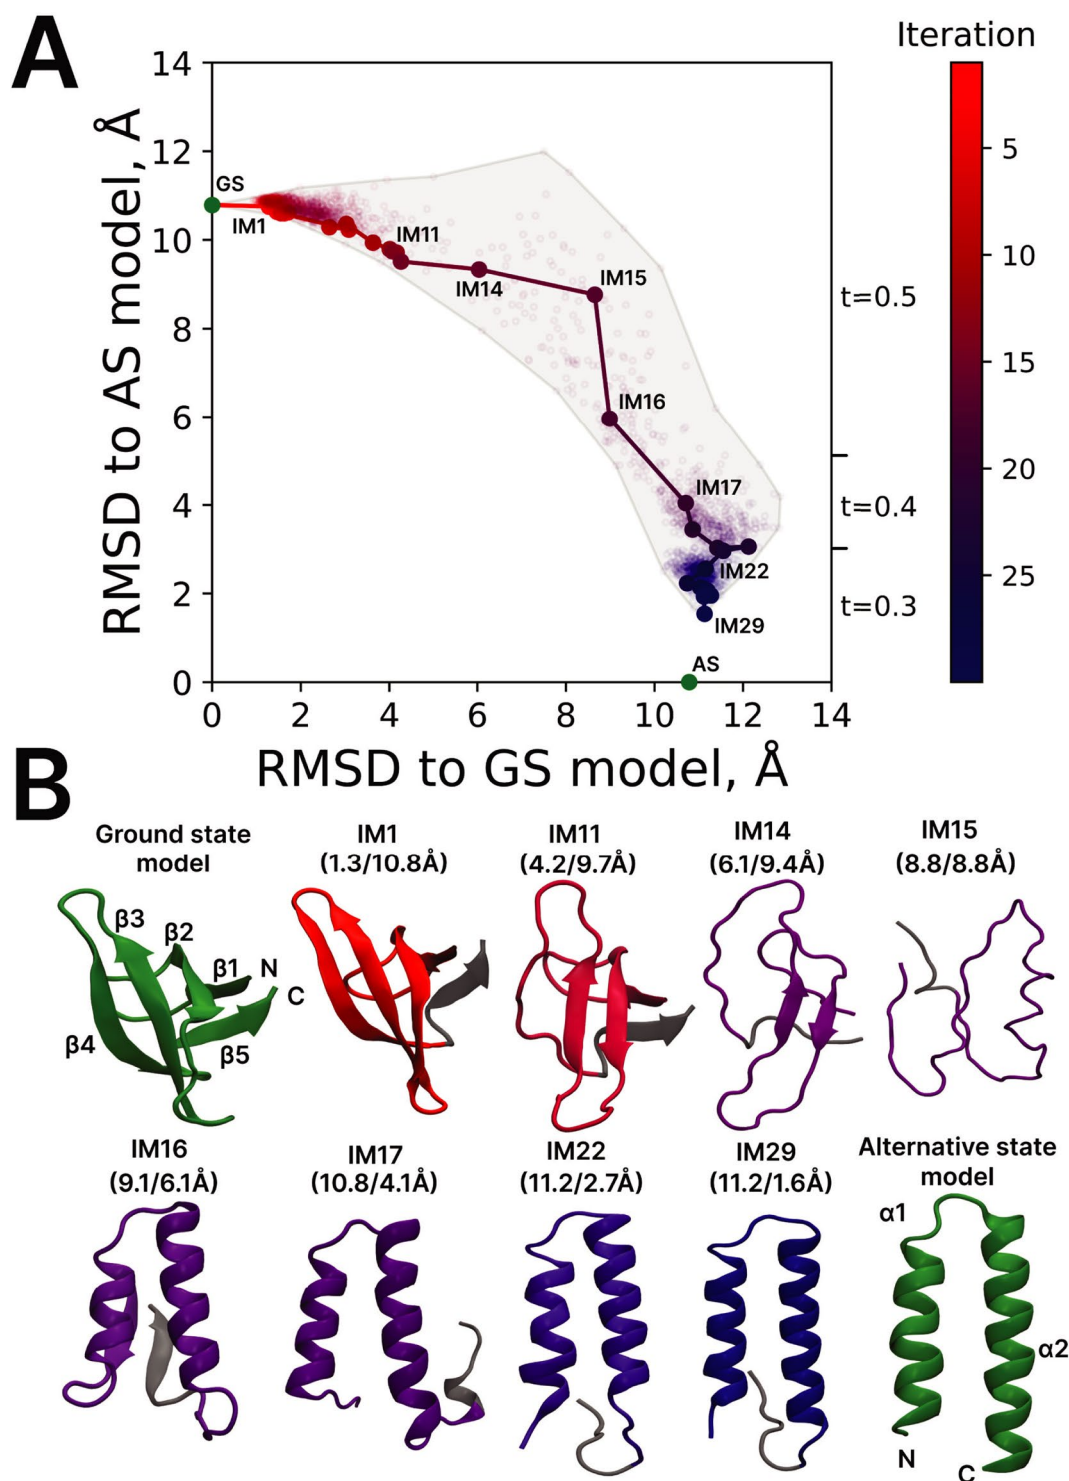 A
Iteration
RMSD to AS model, Å
14
12
10
8
6
4
2
0
GS
IM1
IM11
IM14
IM15
IM16
IM17
IM22
IM29
AS
t=0.5
t=0.4
t=0.3
5
10
15
20
25
0 2 4 6 8 10 12 14
RMSD to GS model, Å
B
Ground state
model
β3
β2
β1
N
C
β4
β5
IM1
(1.3/10.8Å)
IM11
(4.2/9.7Å)
IM14
(6.1/9.4Å)
IM15
(8.8/8.8Å)
IM16
(9.1/6.1Å)
IM17
(10.8/4.1Å)
IM22
(11.2/2.7Å)
IM29
(11.2/1.6Å)
Alternative state
model
α1
α2
N
C